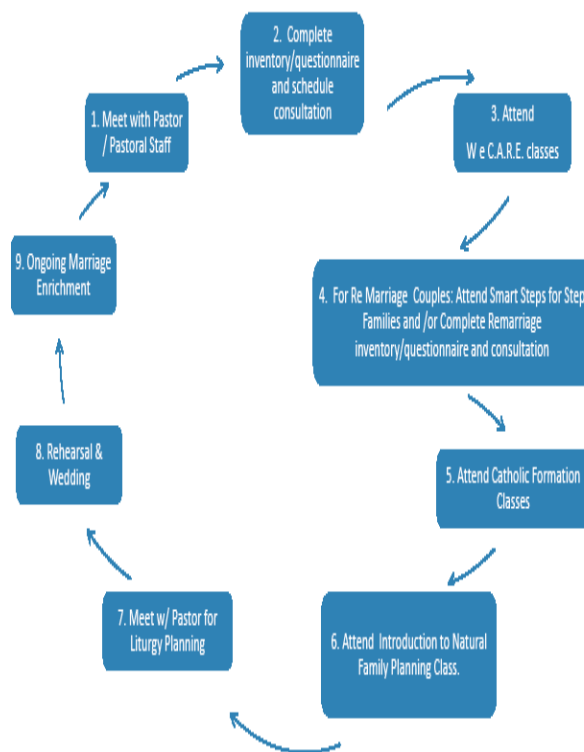 2. Complete
inventory/questionnaire
and schedule
consultation
1. Meet with Pastor
/ Pastoral Staff
3. Attend
W e C.A.R.E. classes
9. Ongoing Marriage
Enrichment
4. For Re Marriage Couples: Attend Smart Steps for Step
Families and /or Complete Remarriage
inventory/questionnaire and consultation
8. Rehearsal &
Wedding
5. Attend Catholic Formation
Classes
7. Meet w/ Pastor for
Liturgy Planning
6. Attend Introduction to Natural
Family Planning Class.